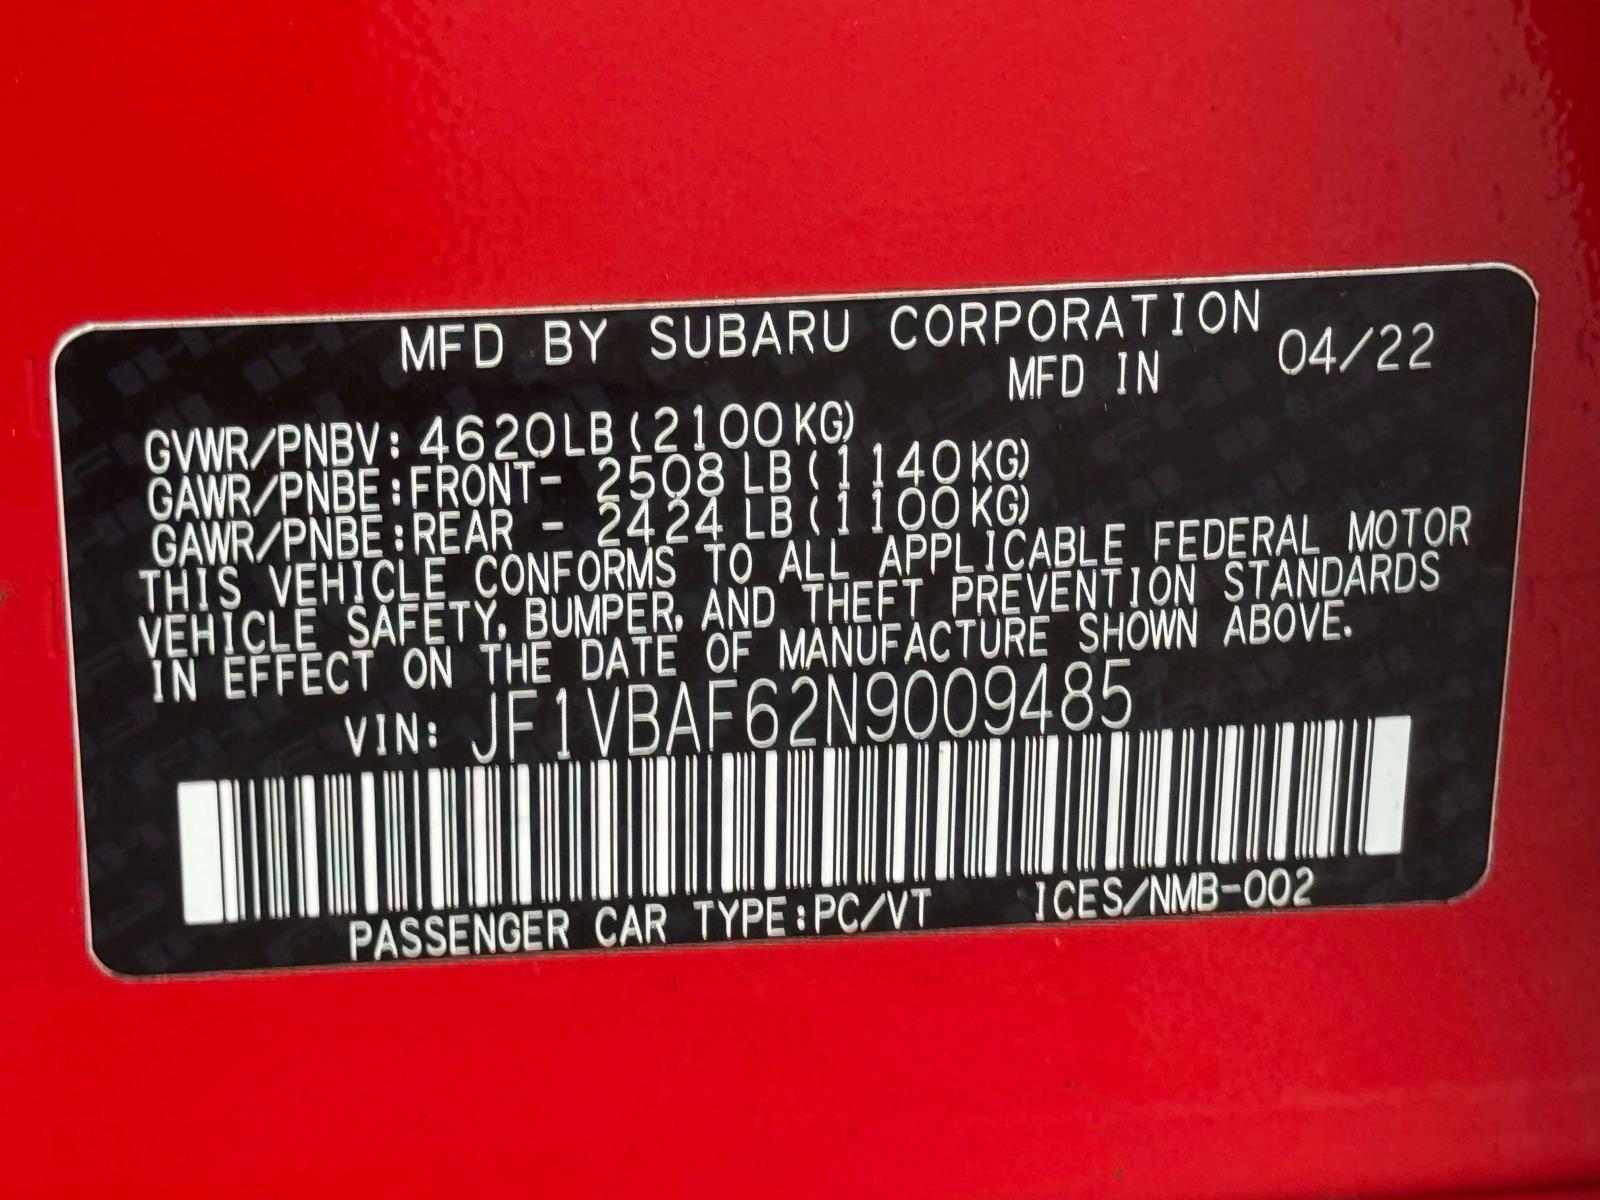 MFD BY SUBARU CORPORATION
MFD IN 04/22
GVWR/PNBV: 4620LB(2100KG)
GAWR/PNBE:FRONT- 2508 LB(1140KG)
GAWR/PNBE:REAR - 2424 LB(1100KG)
THIS VEHICLE CONFORMS TO ALL APPLICABLE FEDERAL MOTOR
VEHICLE SAFETY, BUMPER, AND THEFT PREVENTION STANDARDS
IN EFFECT ON THE DATE OF MANUFACTURE SHOWN ABOVE.
VIN: JF1VBAF62N9009485
PASSENGER CAR TYPE:PC/VT ICES/NMB-002